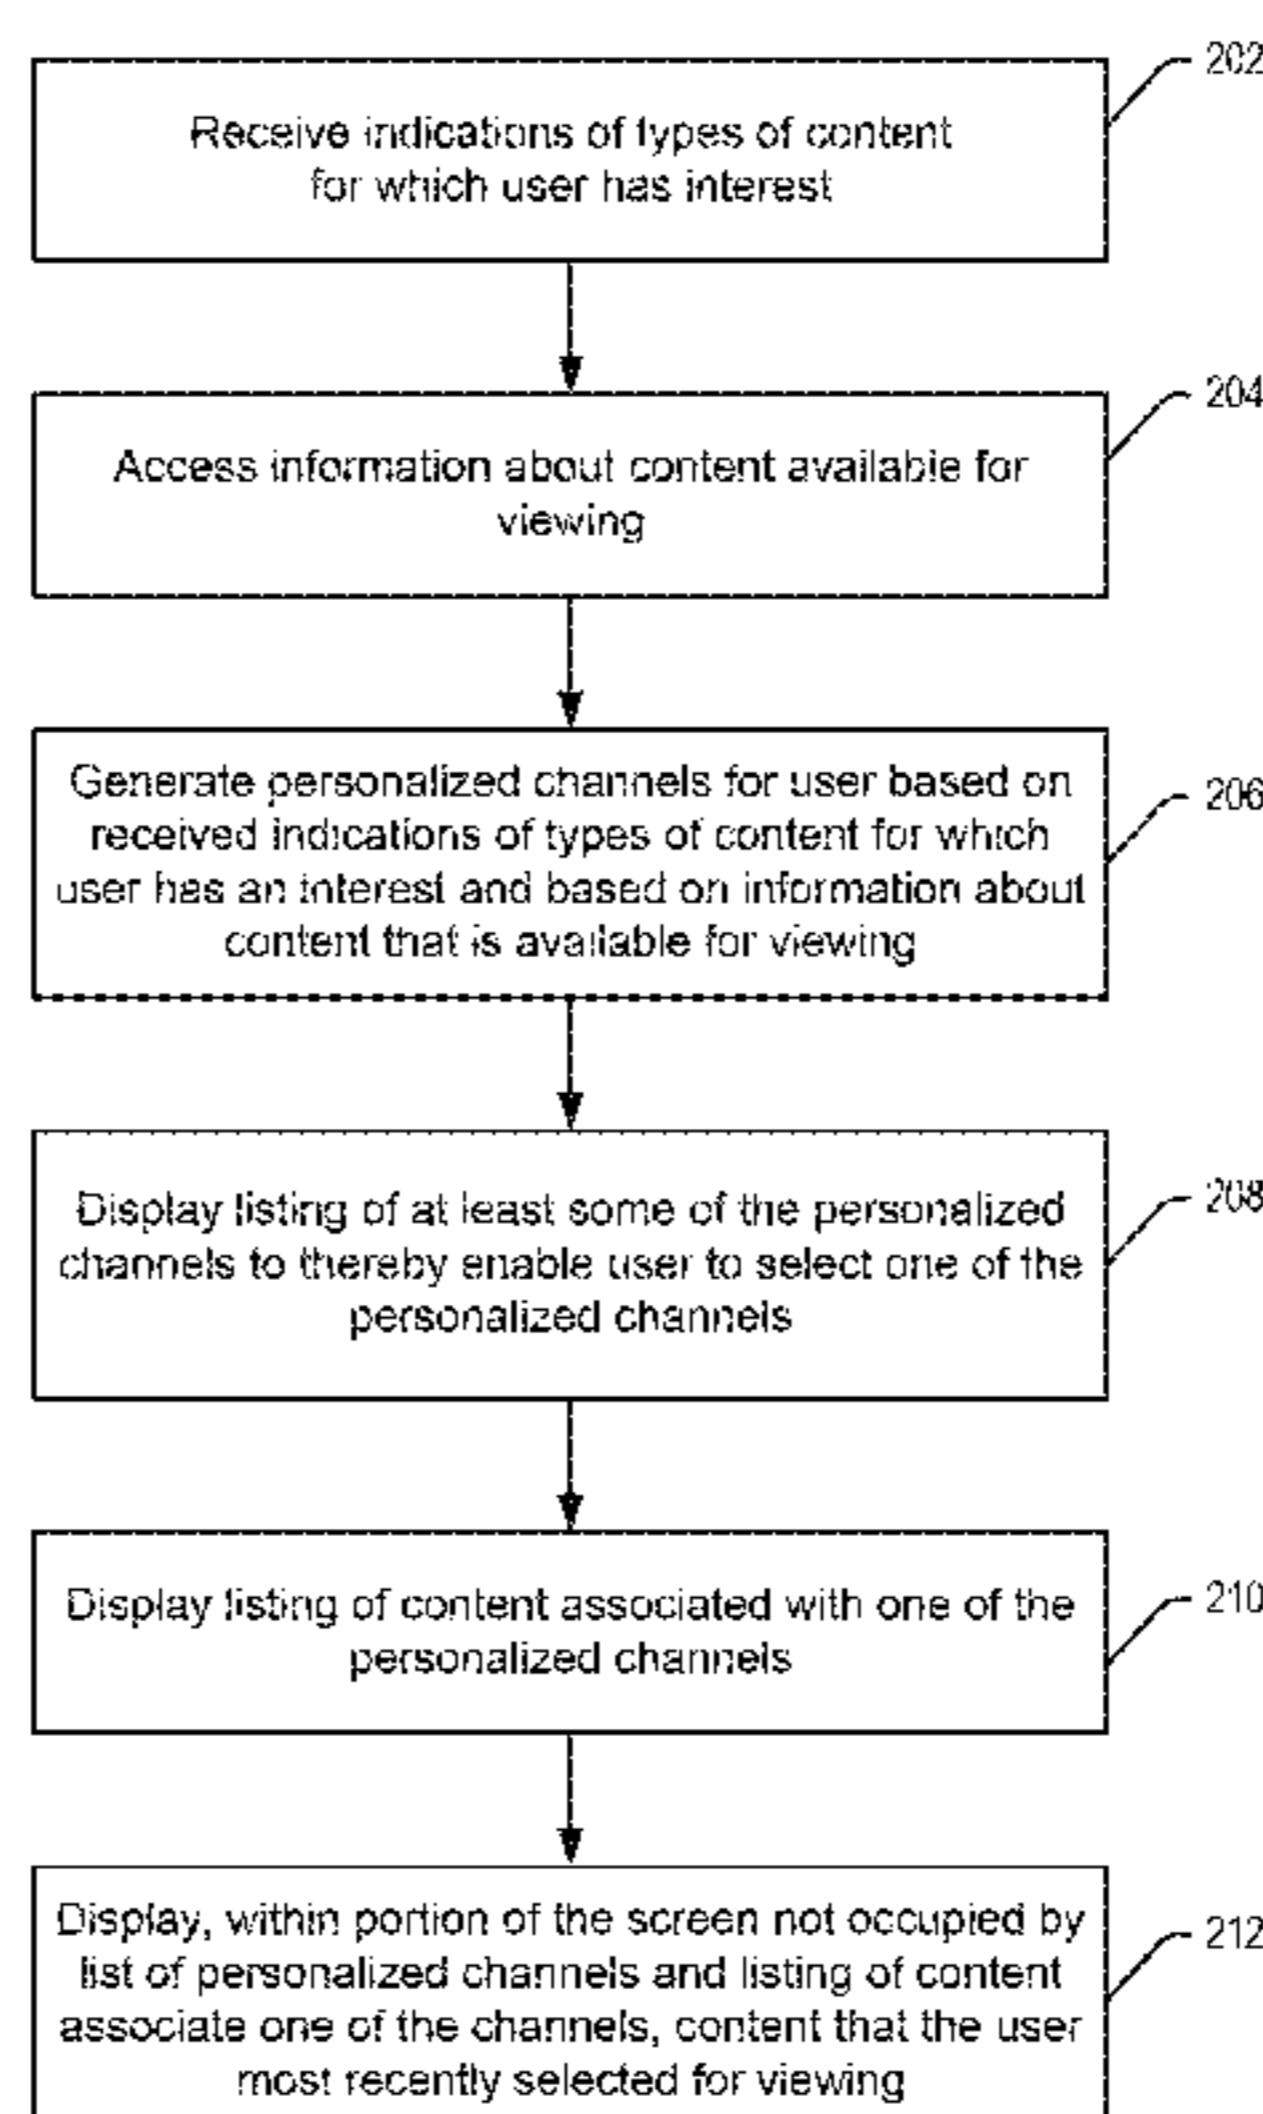 202
Receive indications of types of content
for which user has interest
204
Access information about content available for
viewing
Generate personalized channels for user based on
206
received indications of types of content for which
user has an interest and based on information about
content that is available for viewing
208
Display listing of at least some of the personalized
channels to thereby enable user to select one of the
personalized channels
210
Display listing of content associated with one of the
personalized channels
Display, within portion of the screen not occupied by
212
list of personalized channels and listing of content
associate one of the channels, content that the user
most recently selected for viewing